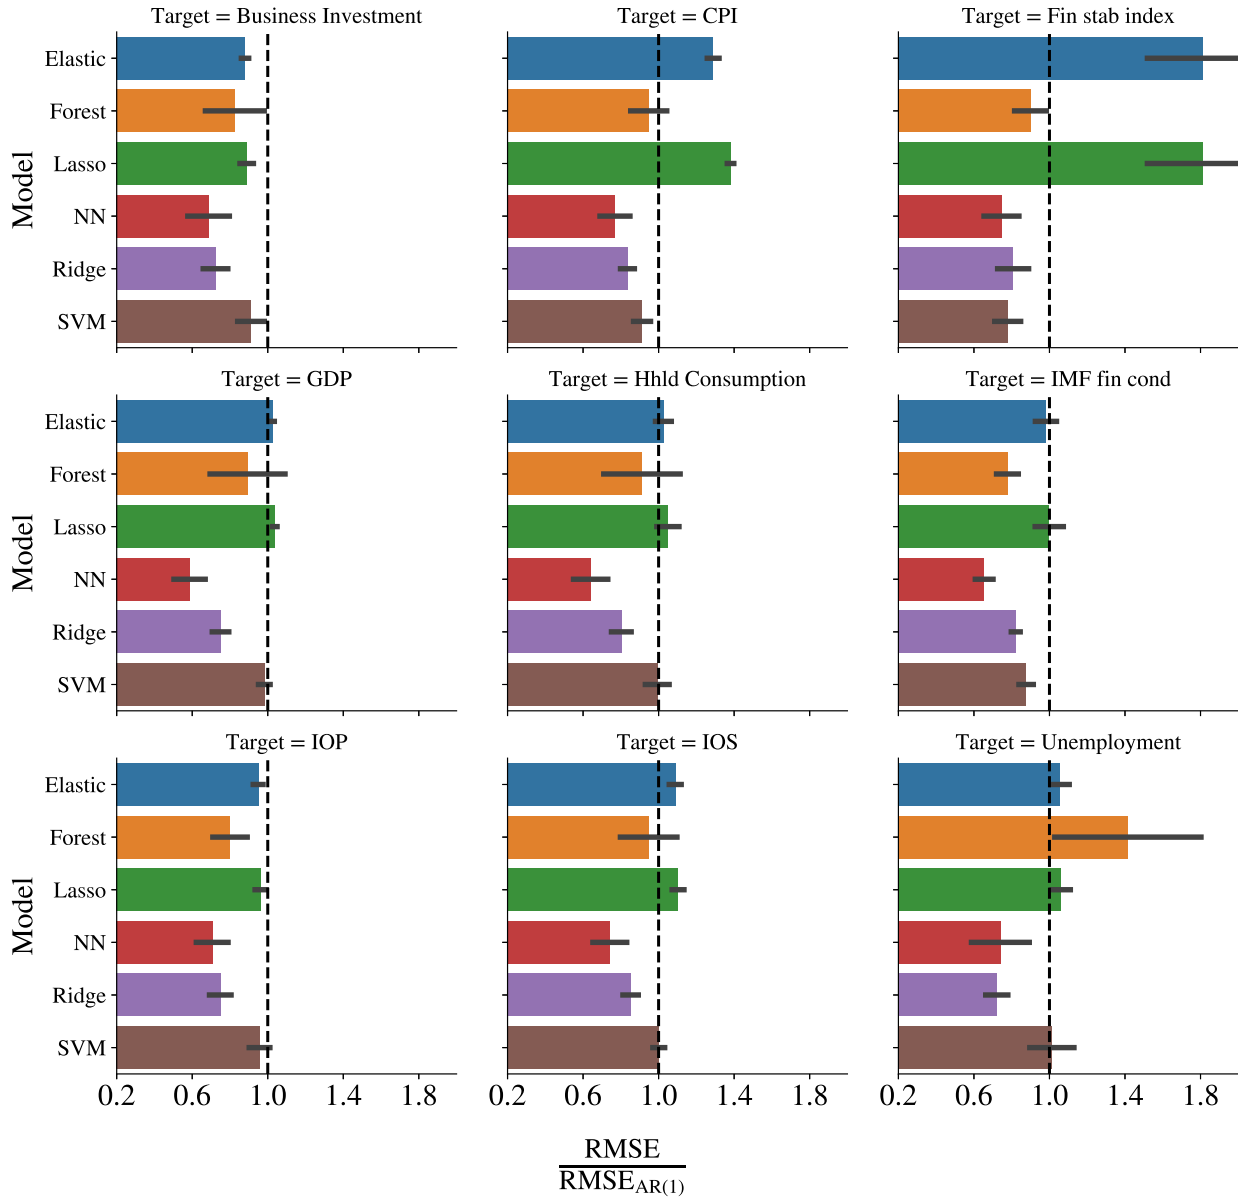 Target = Business Investment
Target = CPI
Target = Fin stab index
Model
Elastic
Forest
Lasso
NN
Ridge
SVM
Target = GDP
Target = Hhld Consumption
Target = IMF fin cond
Model
Elastic
Forest
Lasso
NN
Ridge
SVM
Target = IOP
Target = IOS
Target = Unemployment
Model
Elastic
Forest
Lasso
NN
Ridge
SVM
0.2 0.6 1.0 1.4 1.8
0.2 0.6 1.0 1.4 1.8
0.2 0.6 1.0 1.4 1.8
RMSE
RMSE AR(1)